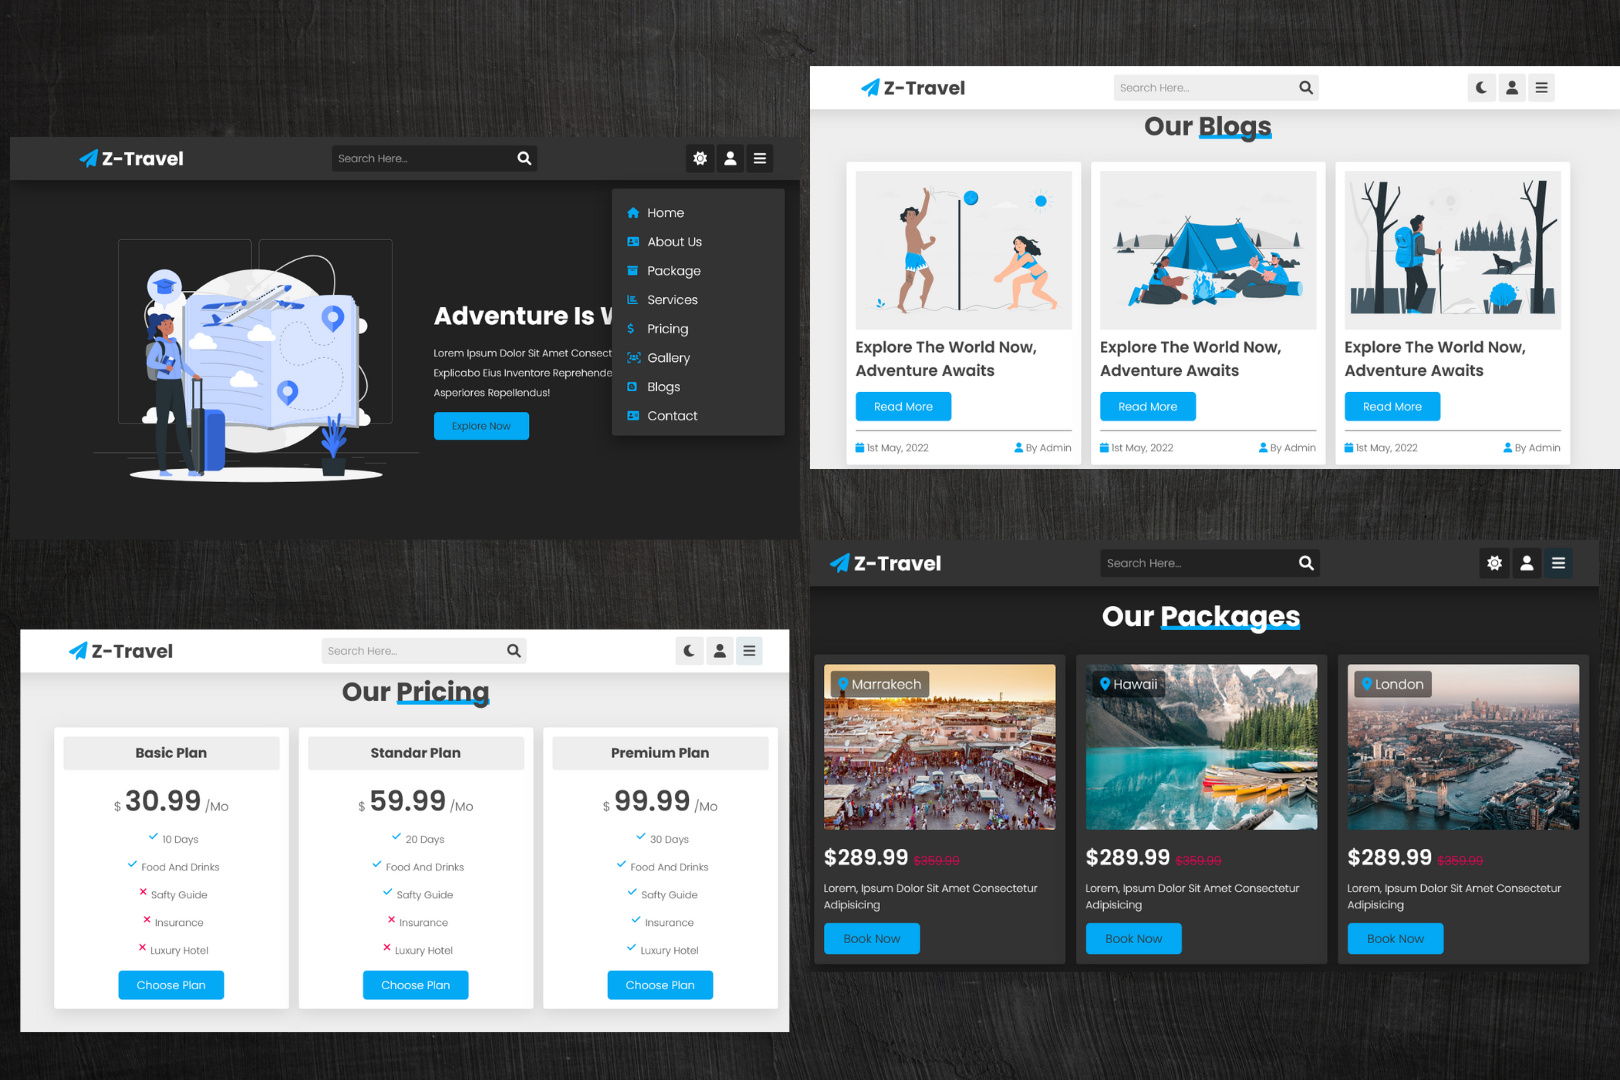 Z-Travel
Search Here...
Home
About Us
Package
Services
Pricing
Gallery
Blogs
Contact
Adventure Is
Lorem Ipsum Dolor Sit Amet Consect
Explicabo Eius Inventore Reprehende
Asperiores Repellendus!
Explore Now
Z-Travel
Search Here...
Our Blogs
Explore The World Now,
Adventure Awaits
Read More
1st May, 2022 By Admin
Explore The World Now,
Adventure Awaits
Read More
1st May, 2022 By Admin
Explore The World Now,
Adventure Awaits
Read More
1st May, 2022 By Admin
Z-Travel
Search Here...
Our Pricing
Basic Plan
$ 30.99 /Mo
10 Days
Food And Drinks
Safty Guide
Insurance
Luxury Hotel
Choose Plan
Standar Plan
$ 59.99 /Mo
20 Days
Food And Drinks
Safty Guide
Insurance
Luxury Hotel
Choose Plan
Premium Plan
$ 99.99 /Mo
30 Days
Food And Drinks
Safty Guide
Insurance
Luxury Hotel
Choose Plan
Z-Travel
Search Here...
Our Packages
Marrakech
$289.99 $359.99
Lorem, Ipsum Dolor Sit Amet Consectetur
Adipisicing
Book Now
Hawaii
$289.99 $359.99
Lorem, Ipsum Dolor Sit Amet Consectetur
Adipisicing
Book Now
London
$289.99 $359.99
Lorem, Ipsum Dolor Sit Amet Consectetur
Adipisicing
Book Now